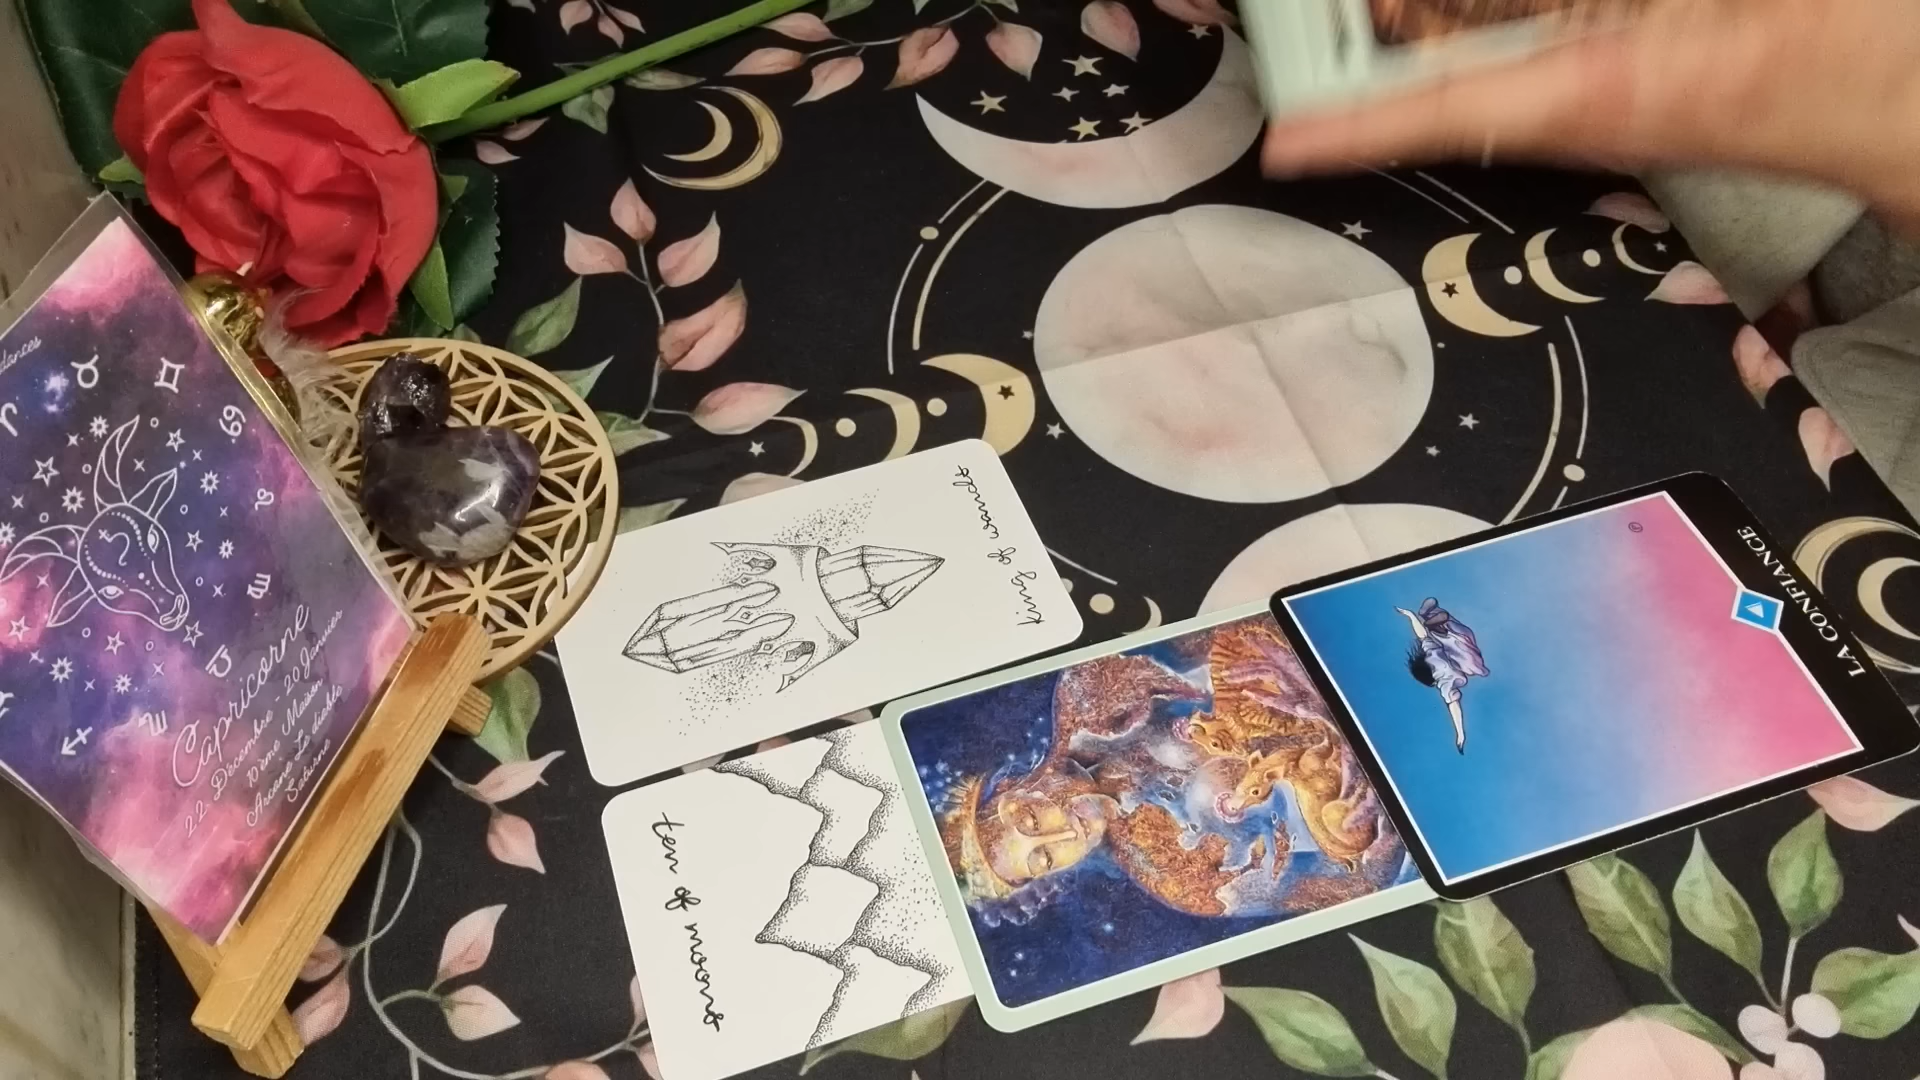 Capricorne
22 Décembre - 20 Janvier
10ème Maison
Arcane Le diable
Saturne
king of wands
ten of moons
LA CONFIANCE